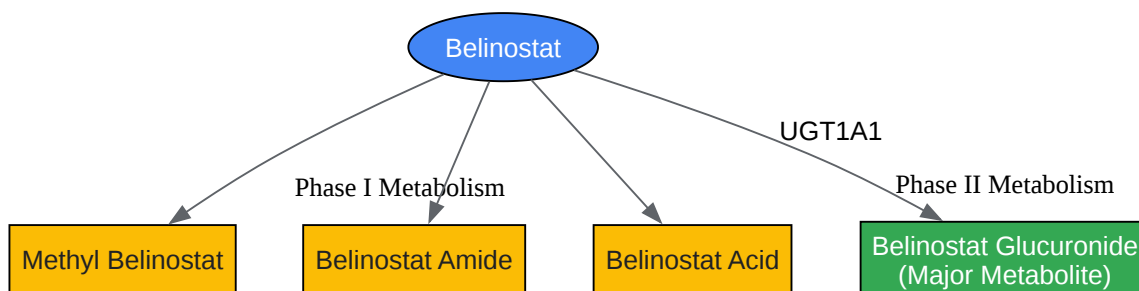 Belinostat
UGT1A1
Phase I Metabolism
Phase II Metabolism
Methyl Belinostat
Belinostat Amide
Belinostat Acid
Belinostat Glucuronide
(Major Metabolite)